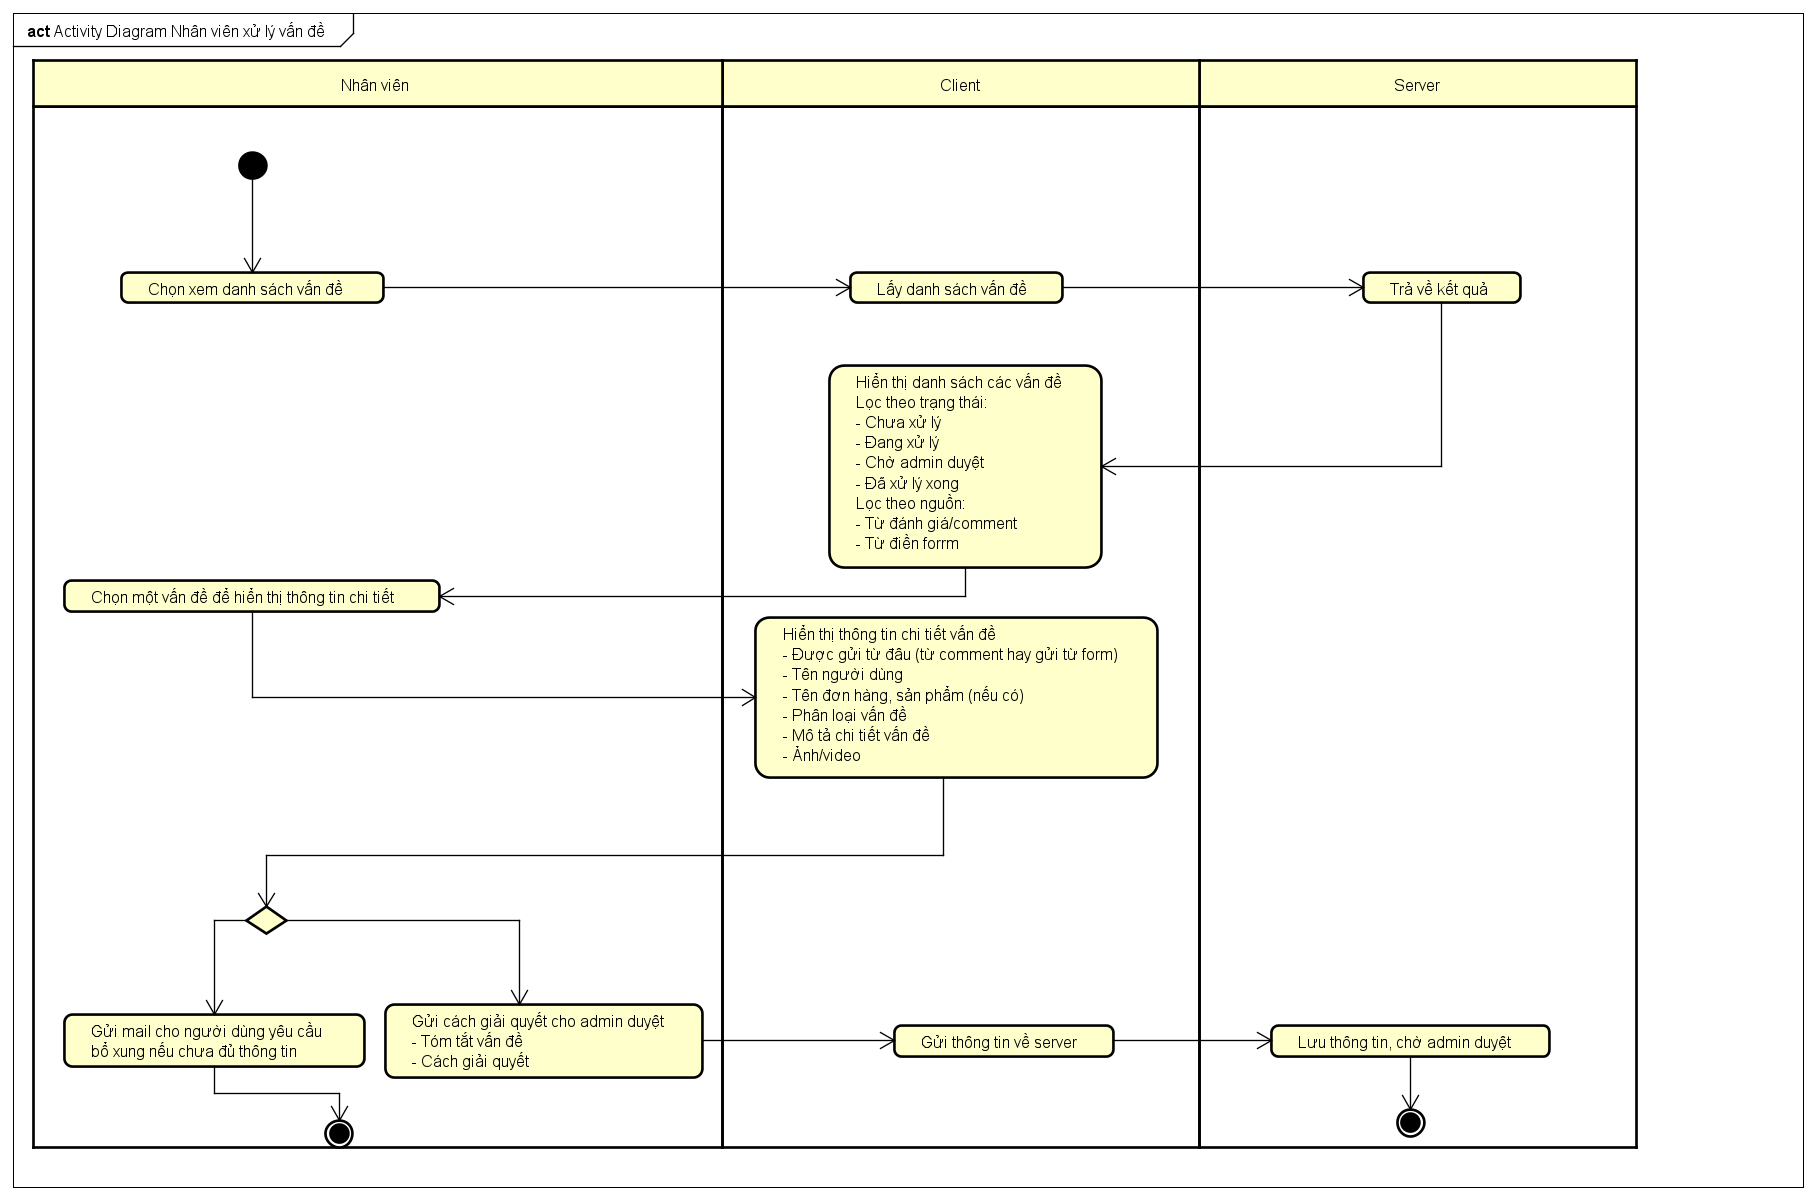 act Activity Diagram Nhân viên xử lý vấn đề
Nhân viên
Client
Server
Chọn xem danh sách vấn đề
Lấy danh sách vấn đề
Trả về kết quả
Hiển thị danh sách các vấn đề
Lọc theo trạng thái:
- Chưa xử lý
- Đang xử lý
- Chờ admin duyệt
- Đã xử lý xong
Lọc theo nguồn:
- Từ đánh giá/comment
- Từ điền forrm
Chọn một vấn đề để hiển thị thông tin chi tiết
Hiển thị thông tin chi tiết vấn đề
- Được gửi từ đâu (từ comment hay gửi từ form)
- Tên người dùng
- Tên đơn hàng, sản phẩm (nếu có)
- Phân loại vấn đề
- Mô tả chi tiết vấn đề
- Ảnh/video
Gửi mail cho người dùng yêu cầu
bổ xung nếu chưa đủ thông tin
Gửi cách giải quyết cho admin duyệt
- Tóm tắt vấn đề
- Cách giải quyết
Gửi thông tin về server
Lưu thông tin, chờ admin duyệt